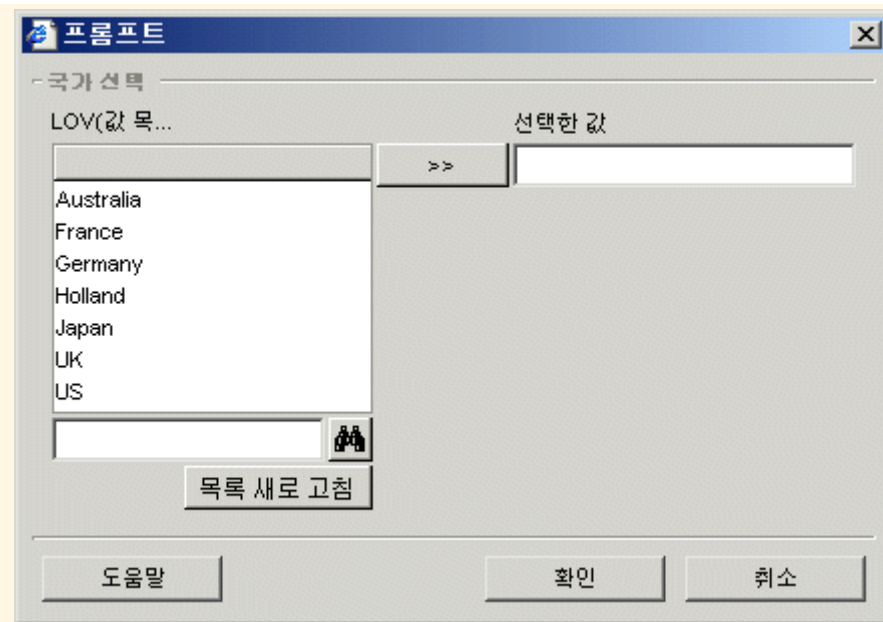 프롬프트
국가 선택
LOV(값 목...
선택한 값
>>
Australia
France
Germany
Holland
Japan
UK
US
목록 새로 고침
도움말
확인
취소